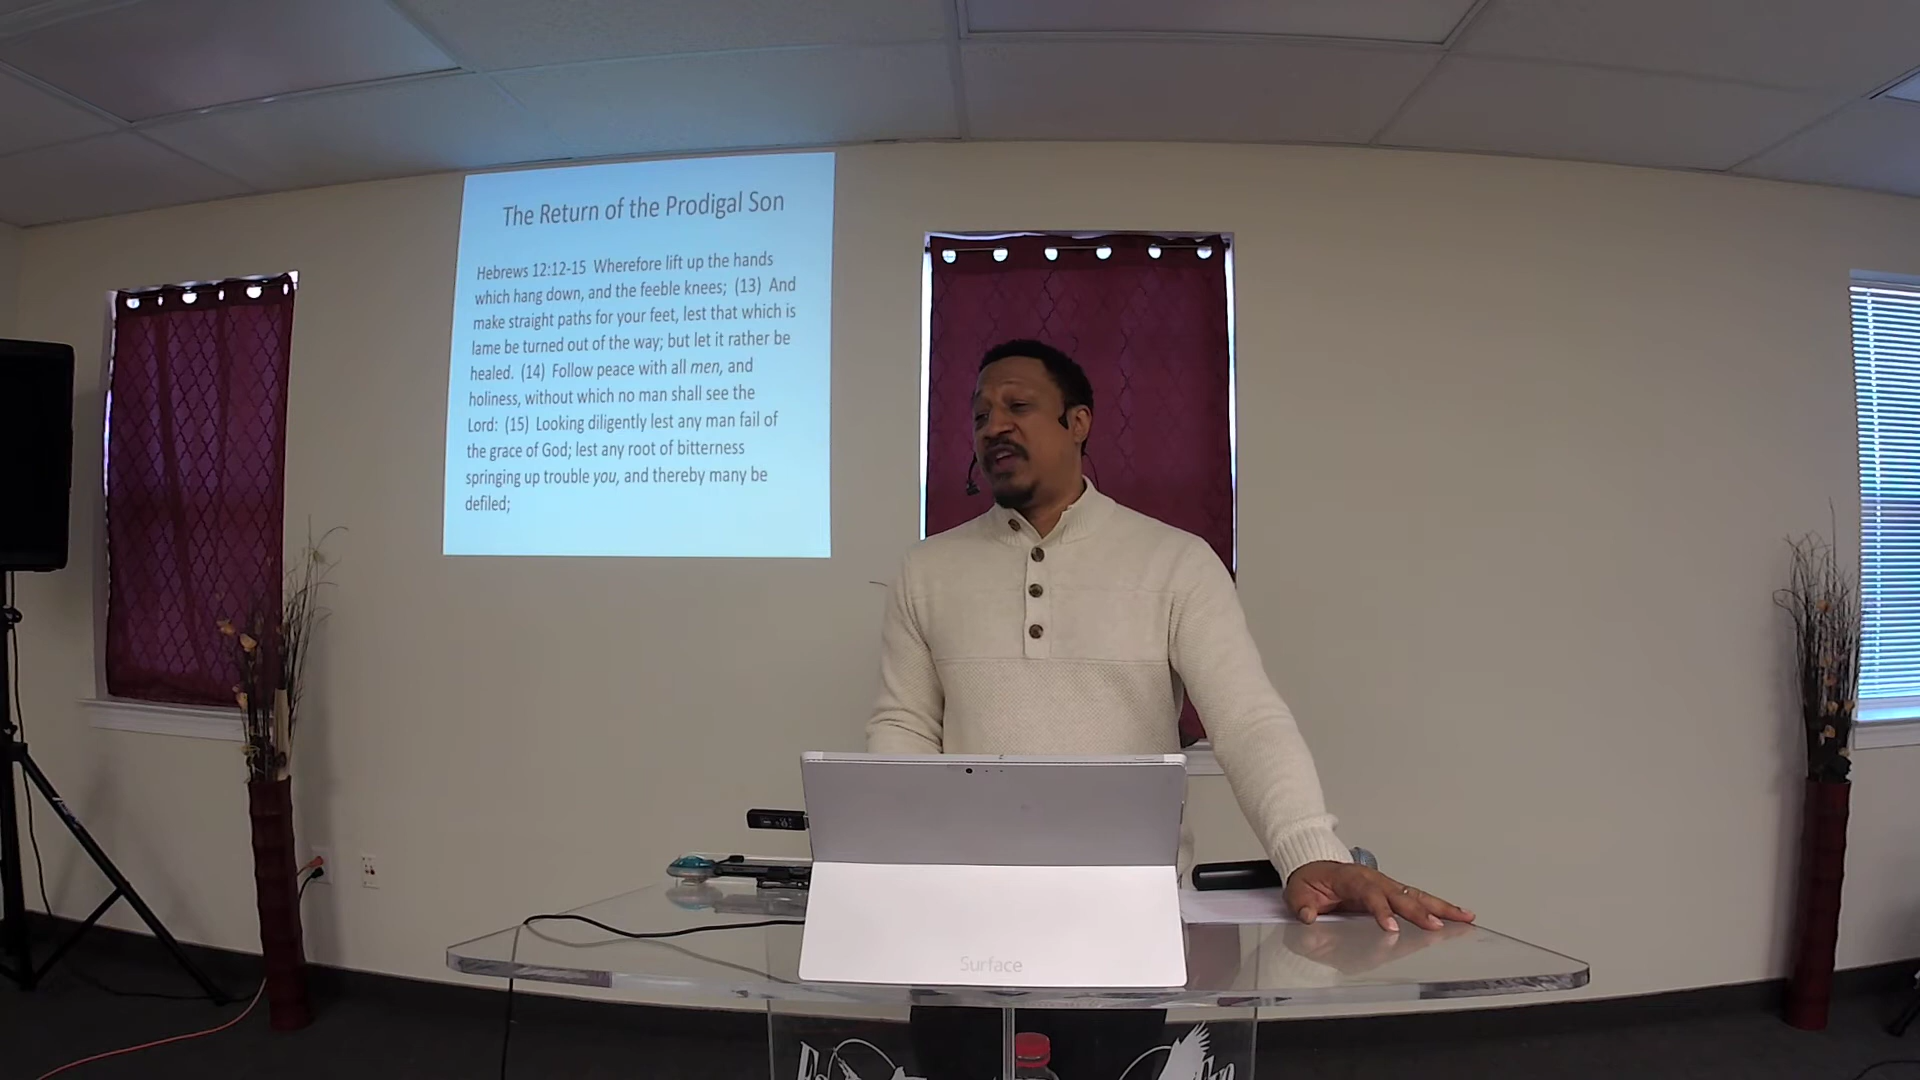 The Return of the Prodigal Son
Hebrews 12:12-15 Wherefore lift up the hands
which hang down, and the feeble knees; (13) And
make straight paths for your feet, lest that which is
lame be turned out of the way; but let it rather be
healed. (14) Follow peace with all men, and
holiness, without which no man shall see the
Lord: (15) Looking diligently lest any man fail of
the grace of God; lest any root of bitterness
springing up trouble you, and thereby many be
defiled;
Surface